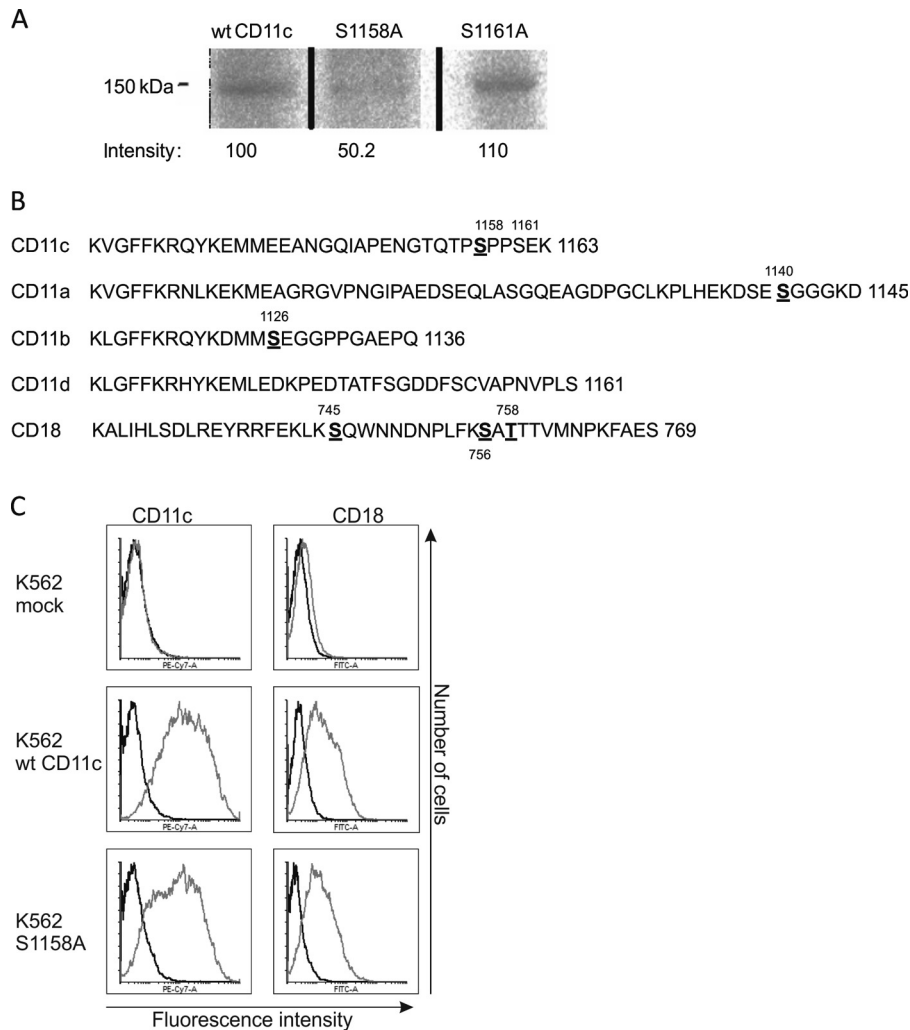 A
wt CD11c S1158A S1161A
150 kDa
Intensity: 100 50.2 110
B
1158 1161
CD11c KVGFFKRQYKEMMEEANGQIAPENGTQTPSPPSEK 1163
1140
CD11a KVGFFKRNLKEKMEAGRGVPNGIPAEDSEQLASGQEAGDPGCLKPLHEKDSESGGGKD 1145
1126
CD11b KLGFFKRQYKDMMSEGGPPGAEPQ 1136
CD11d KLGFFKRHYKEMLEDKPEDTATFSGDDFSCVAPNVPLS 1161
745 758
CD18 KALIHLSDLREYRRFEKLKSQWNNDNPLFKSATTTVMNPKFAES 769
756
C
CD11c CD18
K562
mock
PE-Cy7-A FITC-A
K562
wt CD11c
PE-Cy7-A FITC-A
K562
S1158A
PE-Cy7-A FITC-A
Number of cells
Fluorescence intensity